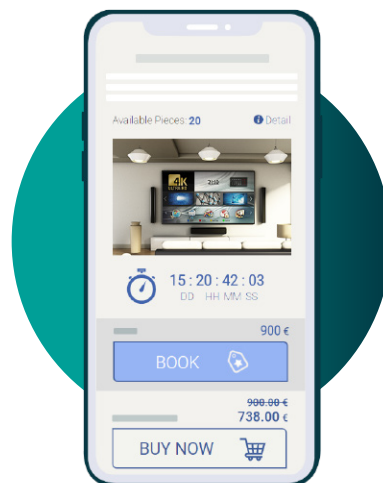 Available Pieces: 20
i Detail
4K
15 : 20 : 42 : 03
DD HH MM SS
900 €
BOOK
900.00 €
738.00 €
BUY NOW